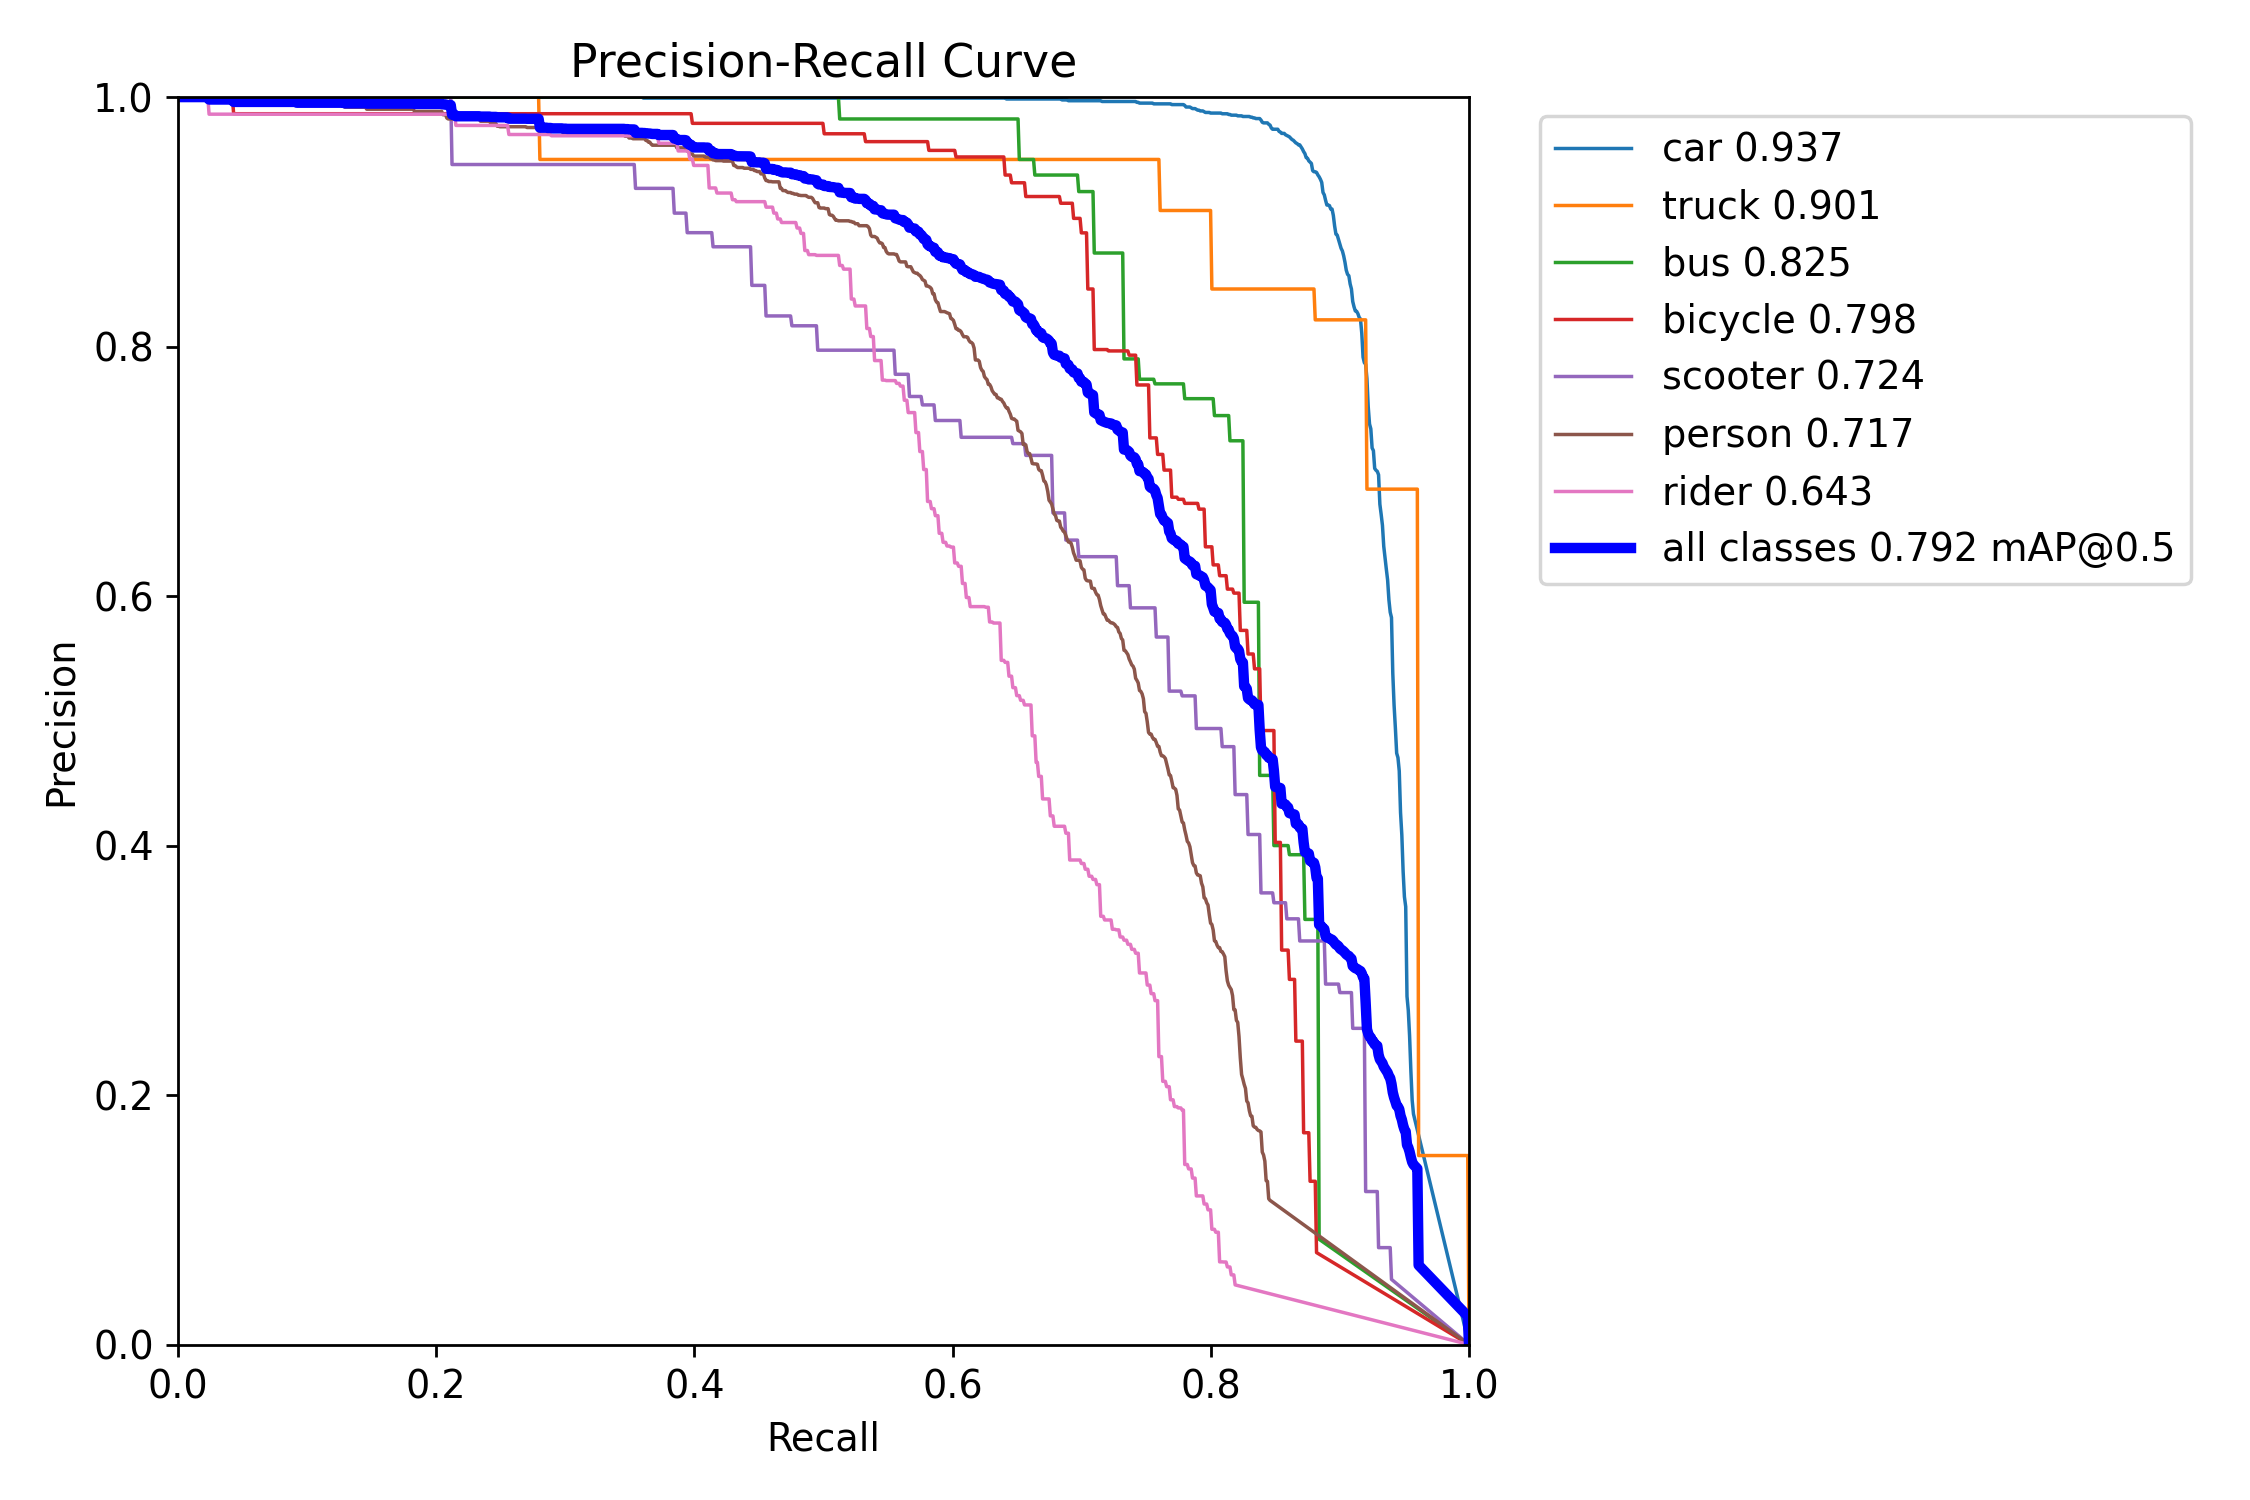 Precision-Recall Curve
1.0
0.8
0.6
0.4
0.2
0.0
Precision
0.0 0.2 0.4 0.6 0.8 1.0
Recall
car 0.937
truck 0.901
bus 0.825
bicycle 0.798
scooter 0.724
person 0.717
rider 0.643
all classes 0.792 mAP@0.5